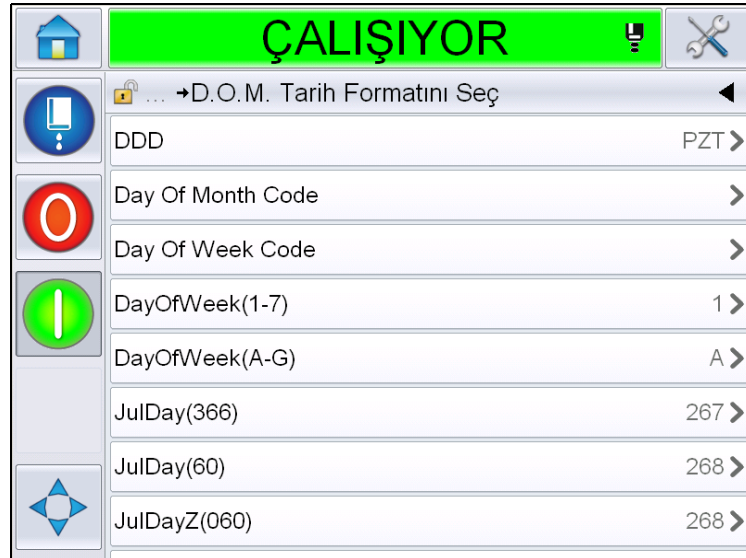 ÇALIŞIYOR
... →D.O.M. Tarih Formatını Seç
DDD PZT
Day Of Month Code
Day Of Week Code
DayOfWeek(1-7) 1
DayOfWeek(A-G) A
JulDay(366) 267
JulDay(60) 268
JulDayZ(060) 268